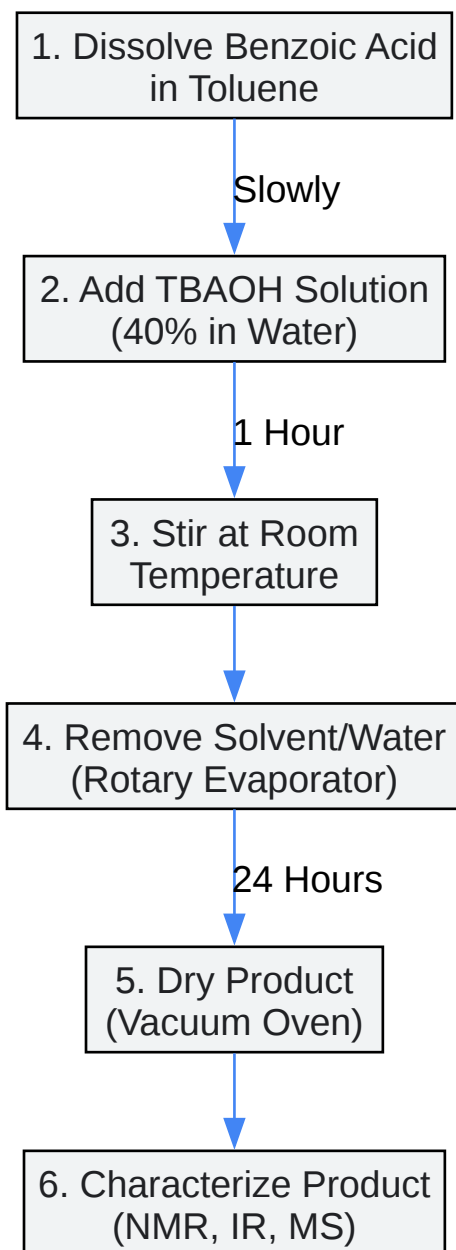 1. Dissolve Benzoic Acid
in Toluene
Slowly
2. Add TBAOH Solution
(40% in Water)
1 Hour
3. Stir at Room
Temperature
4. Remove Solvent/Water
(Rotary Evaporator)
24 Hours
5. Dry Product
(Vacuum Oven)
6. Characterize Product
(NMR, IR, MS)